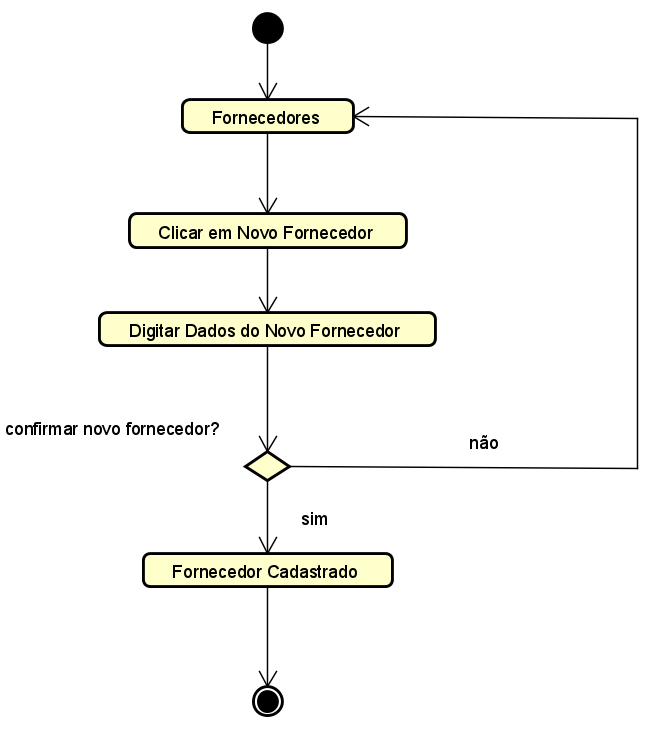 Fornecedores
Clicar em Novo Fornecedor
Digitar Dados do Novo Fornecedor
confirmar novo fornecedor?
não
sim
Fornecedor Cadastrado